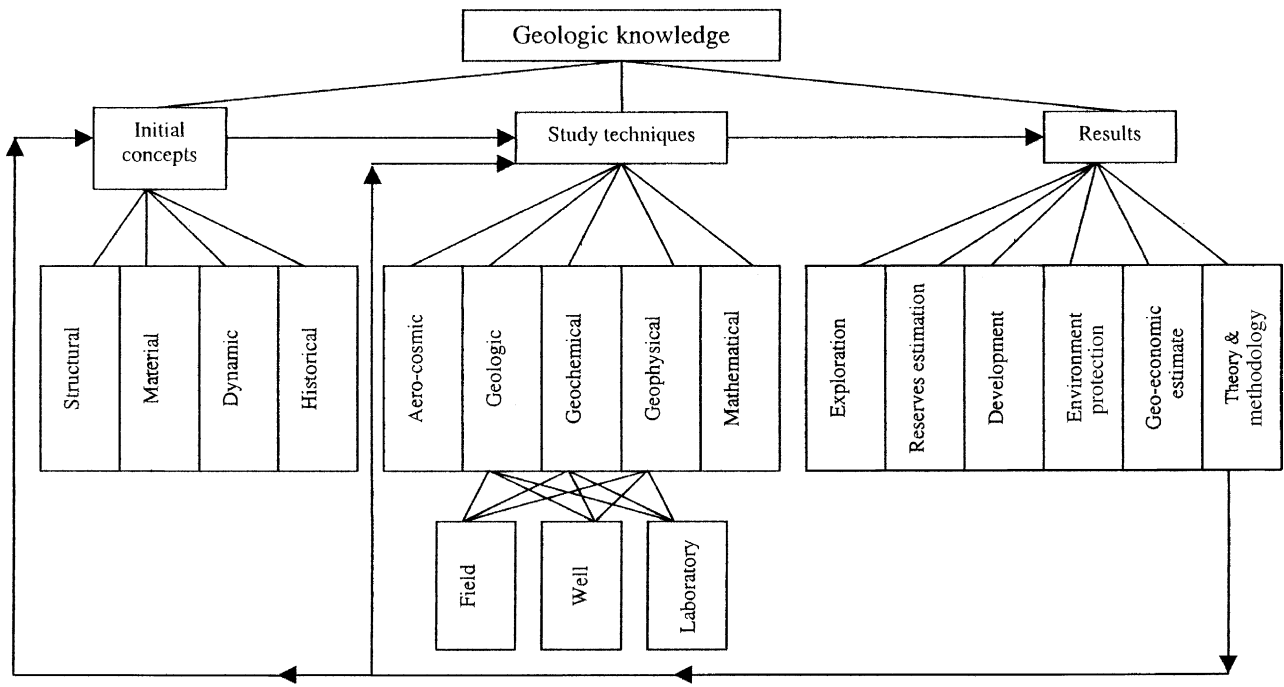 Geologic knowledge
Initial
concepts
Study techniques
Results
Structural
Material
Dynamic
Historical
Aero-cosmic
Geologic
Geochemical
Geophysical
Mathematical
Exploration
Reserves estimation
Development
Environment
protection
Geo-economic
estimate
Theory &
methodology
Field
Well
Laboratory